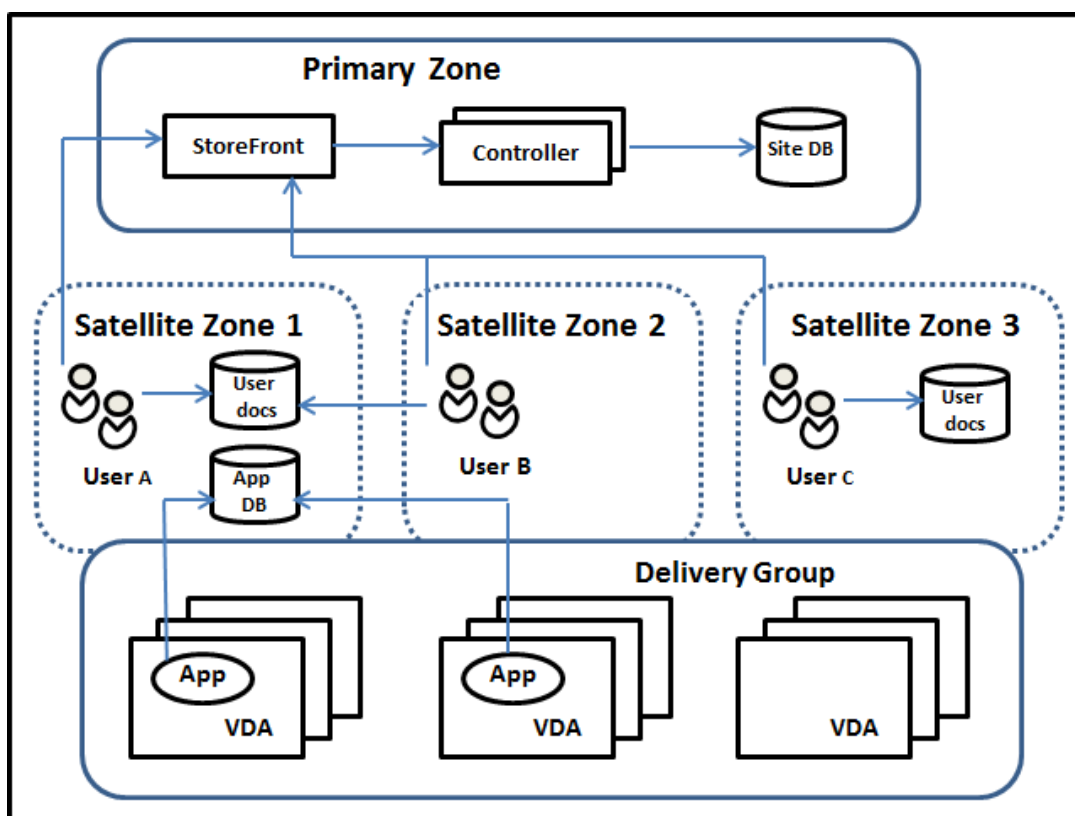 Primary Zone
StoreFront
Controller
Site DB
Satellite Zone 1
Satellite Zone 2
Satellite Zone 3
User
docs
User
docs
User A
User B
User C
App
DB
Delivery Group
App
VDA
App
VDA
VDA